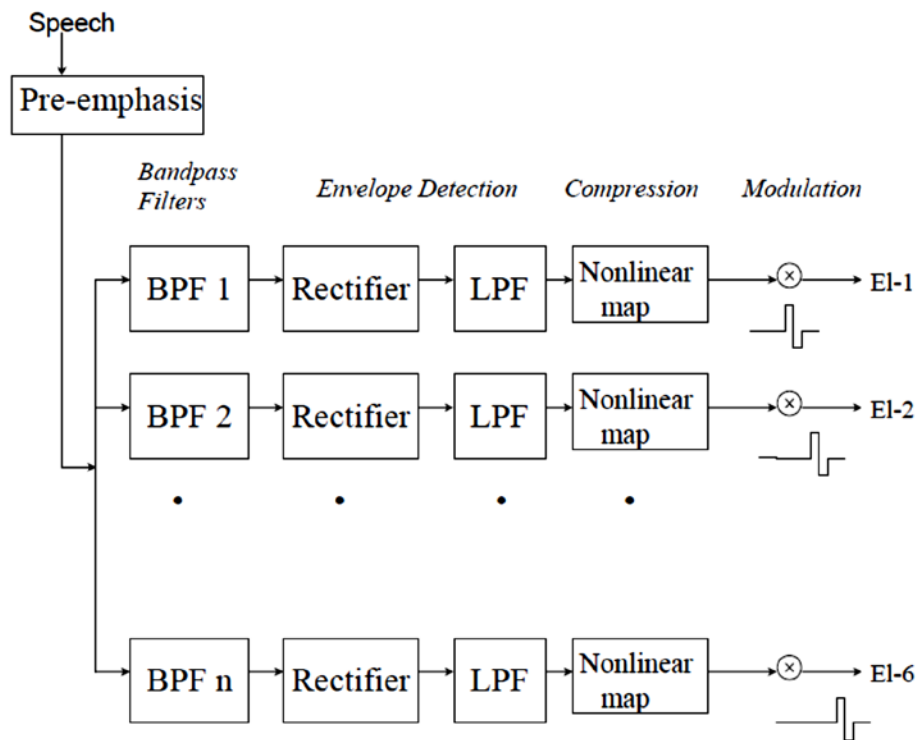 Speech
Pre-emphasis
Bandpass
Filters
Envelope Detection
Compression
Modulation
BPF 1
Rectifier
LPF
Nonlinear
map
El-1
BPF 2
Rectifier
LPF
Nonlinear
map
El-2
BPF n
Rectifier
LPF
Nonlinear
map
El-6